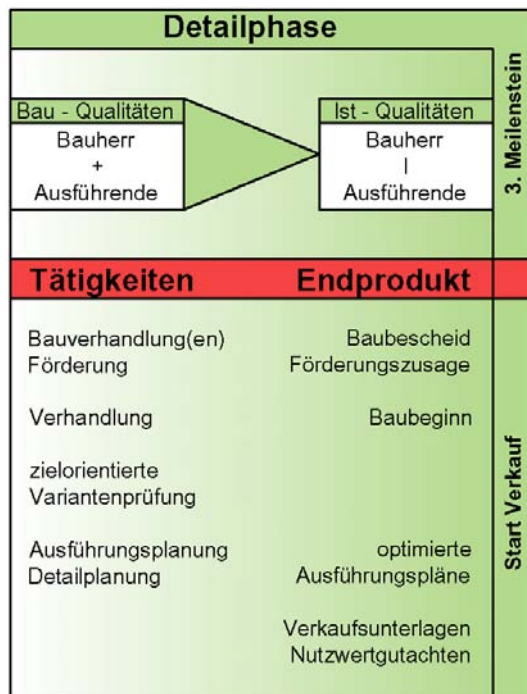 Detailphase
Bau - Qualitäten
Bauherr
+
Ausführende
Ist - Qualitäten
Bauherr
I
Ausführende
3. Meilenstein
Tätigkeiten
Endprodukt
Bauverhandlung(en)
Förderung
Baubescheid
Förderungszusage
Verhandlung
Baubeginn
zielorientierte
Variantenprüfung
Ausführungsplanung
Detailplanung
optimierte
Ausführungspläne
Verkaufsunterlagen
Nutzwertgutachten
Start Verkauf